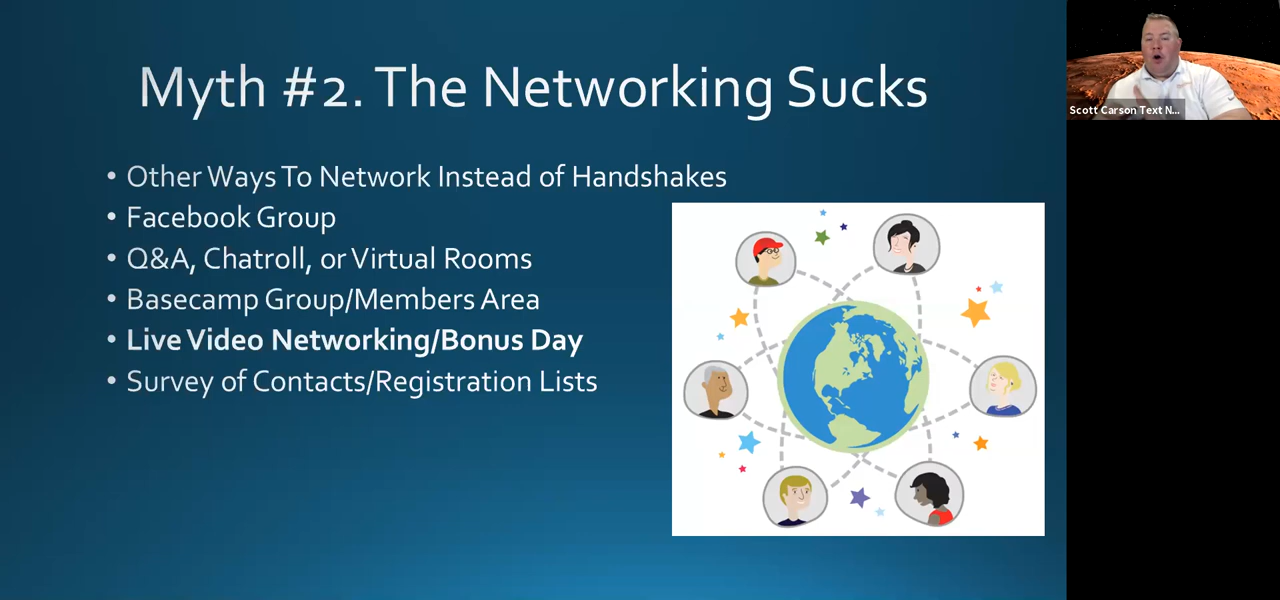 Myth #2. The Networking Sucks
Scott Carson Text N...
• Other Ways To Network Instead of Handshakes
• Facebook Group
• Q&A, Chatroll, or Virtual Rooms
• Basecamp Group/Members Area
• Live Video Networking/Bonus Day
• Survey of Contacts/Registration Lists